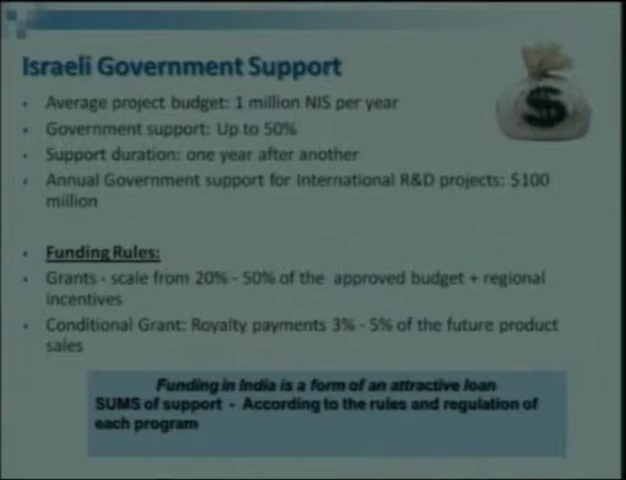 Israeli Government Support
• Average project budget: 1 million NIS per year
• Government support: Up to 50%
• Support duration: one year after another
• Annual Government support for International R&D projects: $100
million
• Funding Rules:
• Grants - scale from 20% - 50% of the approved budget + regional
incentives
• Conditional Grant: Royalty payments 3% - 5% of the future product
sales
Funding in India is a form of an attractive loan
SUMS of support - According to the rules and regulation of
each program
$